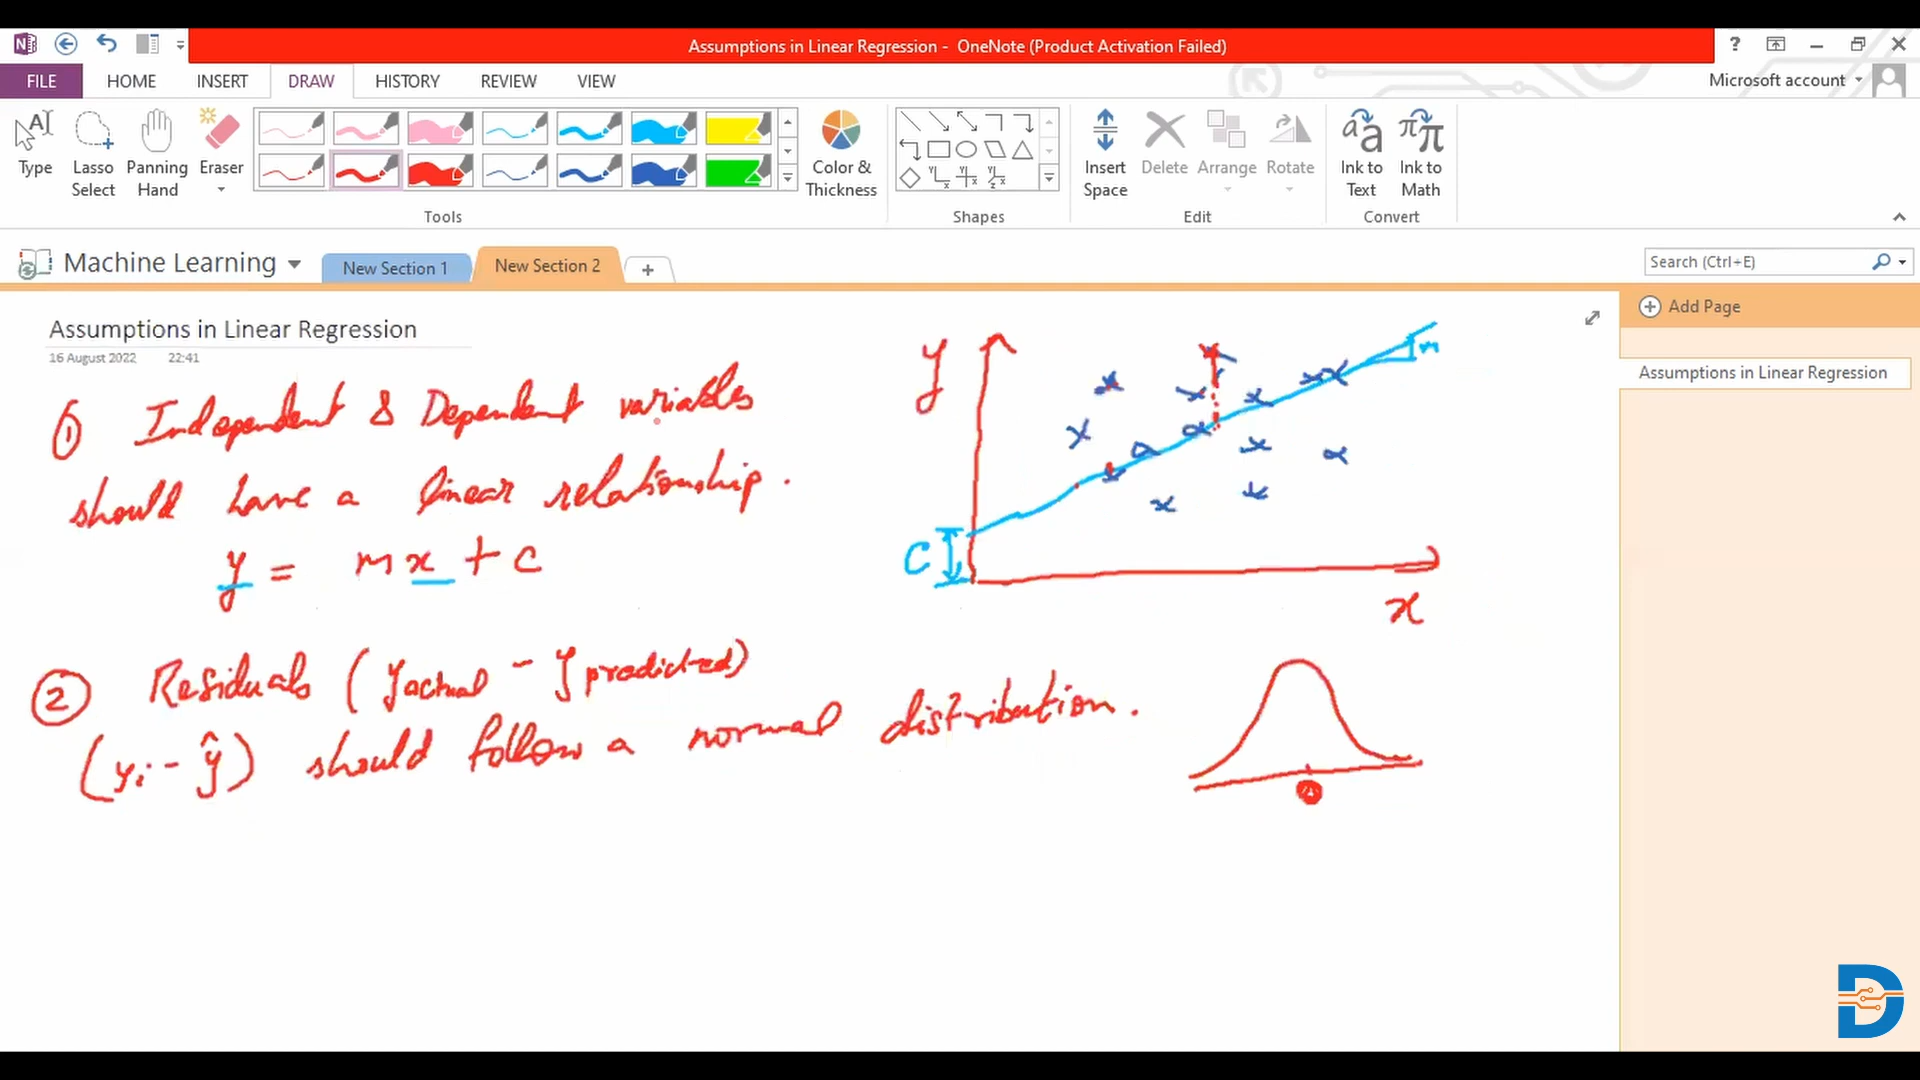 Assumptions in Linear Regression - OneNote (Product Activation Failed)
?
FILE HOME INSERT DRAW HISTORY REVIEW VIEW
Microsoft account
Type
Lasso Select
Panning Hand
Eraser
Color & Thickness
Insert Space
Delete
Arrange
Rotate
Ink to Text
Ink to Math
Tools
Shapes
Edit
Convert
Machine Learning
New Section 1
New Section 2
Search (Ctrl+E)
Add Page
Assumptions in Linear Regression
Assumptions in Linear Regression
16 August 2022 22:41
① Independent & Dependent variables
should have a linear relationship.
y = mx + c
y
m
C
x
② Residuals (yactual - ypredicted)
(yi - ŷ) should follow a normal distribution.